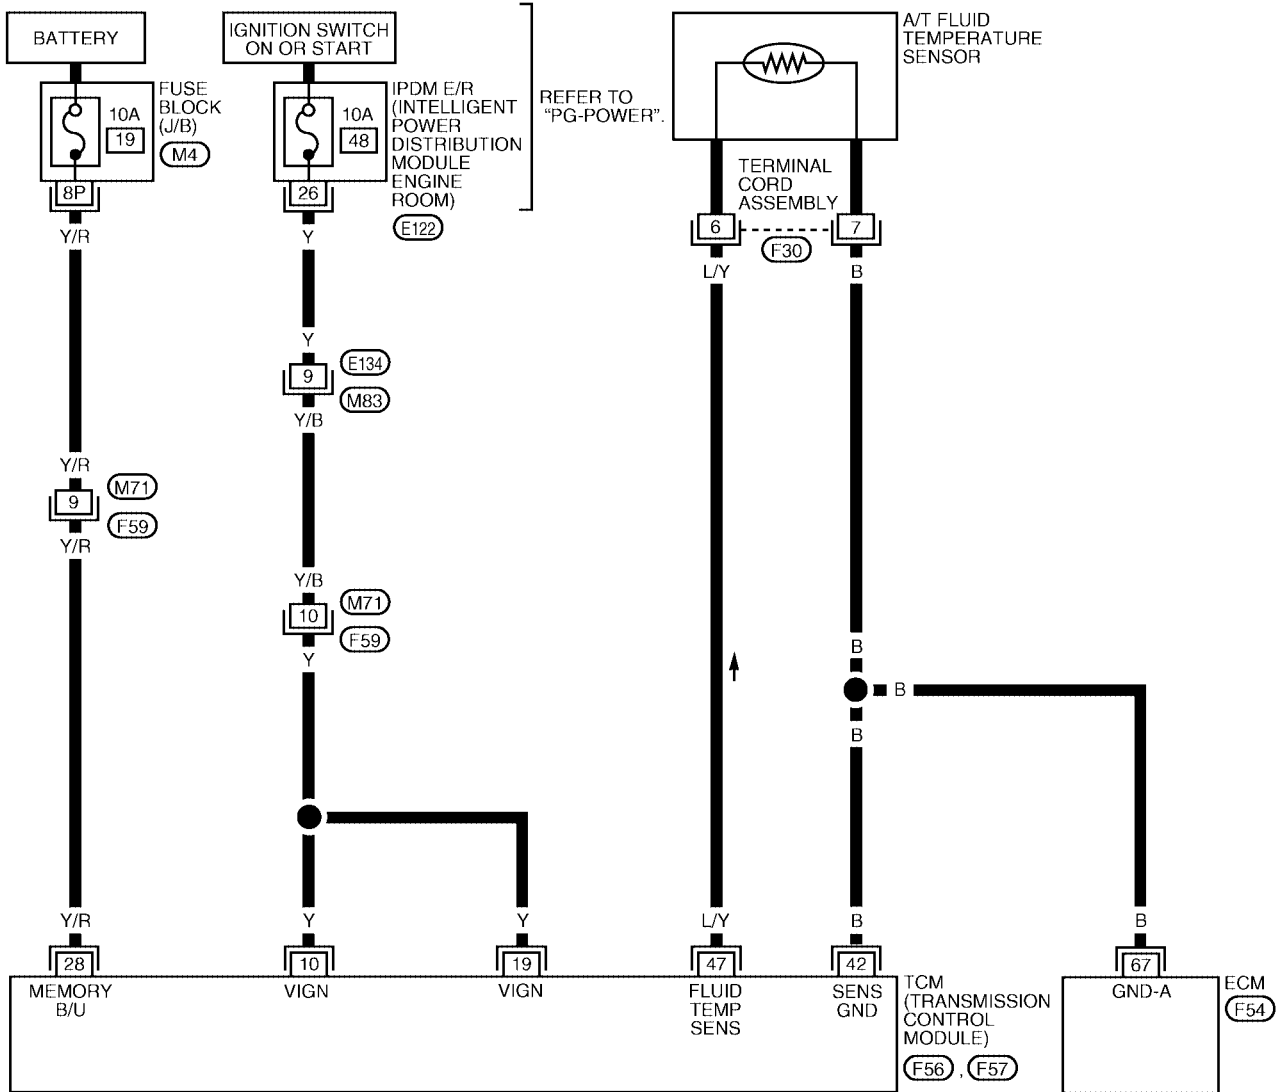 BATTERY
IGNITION SWITCH
ON OR START
FUSE
BLOCK
(J/B)
M4
10A
19
8P
10A
48
26
IPDM E/R
(INTELLIGENT
POWER
DISTRIBUTION
MODULE
ENGINE
ROOM)
E122
REFER TO
"PG-POWER".
A/T FLUID
TEMPERATURE
SENSOR
TERMINAL
CORD
ASSEMBLY
6
7
F30
Y/R
Y
L/Y
B
Y
9
E134
M83
Y/B
Y/R
9
M71
F59
Y/R
Y/B
10
M71
F59
Y
B
B
B
Y/R
Y
Y
L/Y
B
B
28
10
19
47
42
67
MEMORY
B/U
VIGN
VIGN
FLUID
TEMP
SENS
SENS
GND
TCM
(TRANSMISSION
CONTROL
MODULE)
F56 , F57
GND-A
ECM
F54